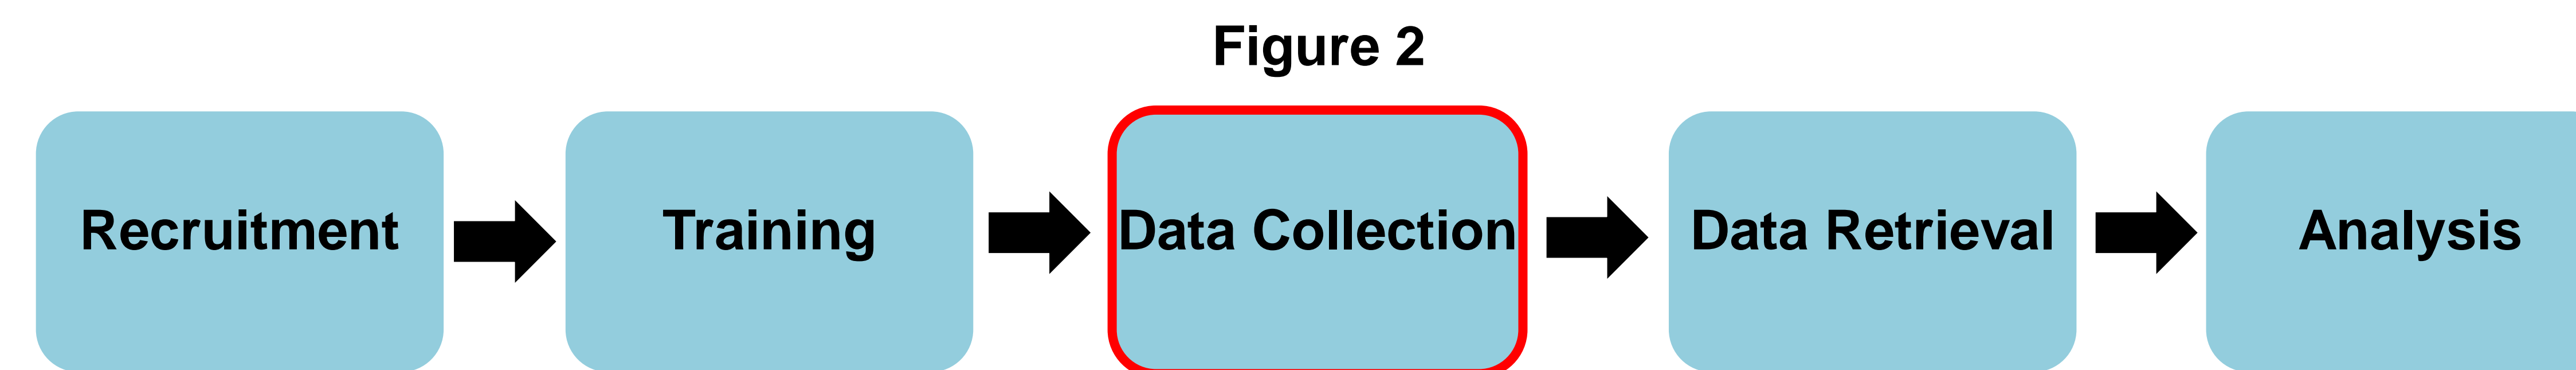 Figure 2
Recruitment
Training
Data Collection
Data Retrieval
Analysis